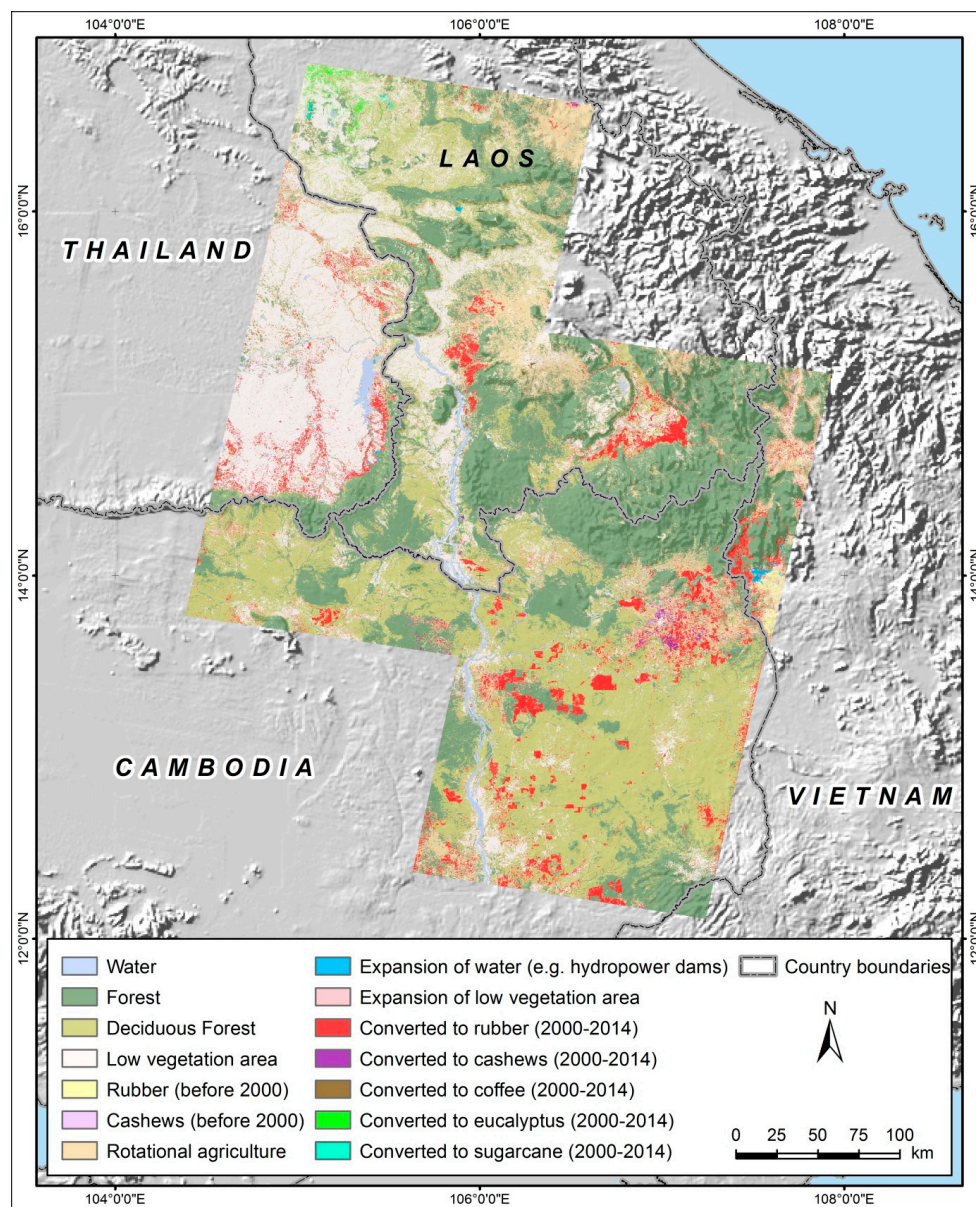 104°0'0"E 106°0'0"E 108°0'0"E
LAOS
16°0'0"N 16°0'0"N
THAILAND
14°0'0"N 14°0'0"N
CAMBODIA
VIETNAM
12°0'0"N 12°0'0"N
Water
Forest
Deciduous Forest
Low vegetation area
Rubber (before 2000)
Cashews (before 2000)
Rotational agriculture
Expansion of water (e.g. hydropower dams)
Expansion of low vegetation area
Converted to rubber (2000-2014)
Converted to cashews (2000-2014)
Converted to coffee (2000-2014)
Converted to eucalyptus (2000-2014)
Converted to sugarcane (2000-2014)
Country boundaries
N
0 25 50 75 100
km
104°0'0"E 106°0'0"E 108°0'0"E